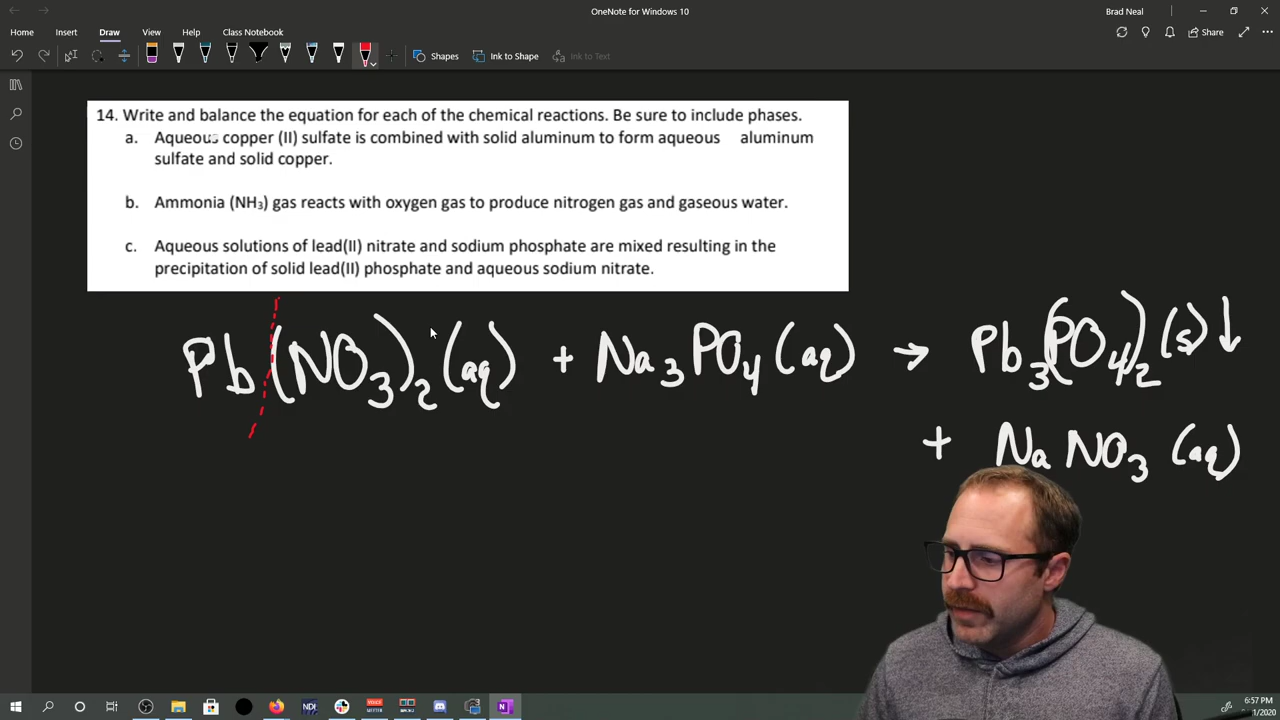 OneNote for Windows 10
Brad Neal
Home Insert Draw View Help Class Notebook
Share
Shapes Ink to Shape Ink to Text
14. Write and balance the equation for each of the chemical reactions. Be sure to include phases.
a. Aqueous copper (II) sulfate is combined with solid aluminum to form aqueous aluminum
sulfate and solid copper.
b. Ammonia (NH₃) gas reacts with oxygen gas to produce nitrogen gas and gaseous water.
c. Aqueous solutions of lead(II) nitrate and sodium phosphate are mixed resulting in the
precipitation of solid lead(II) phosphate and aqueous sodium nitrate.
Pb(NO₃)₂(aq) + Na₃PO₄(aq) → Pb₃(PO₄)₂(s)↓
+ NaNO₃(aq)
6:57 PM